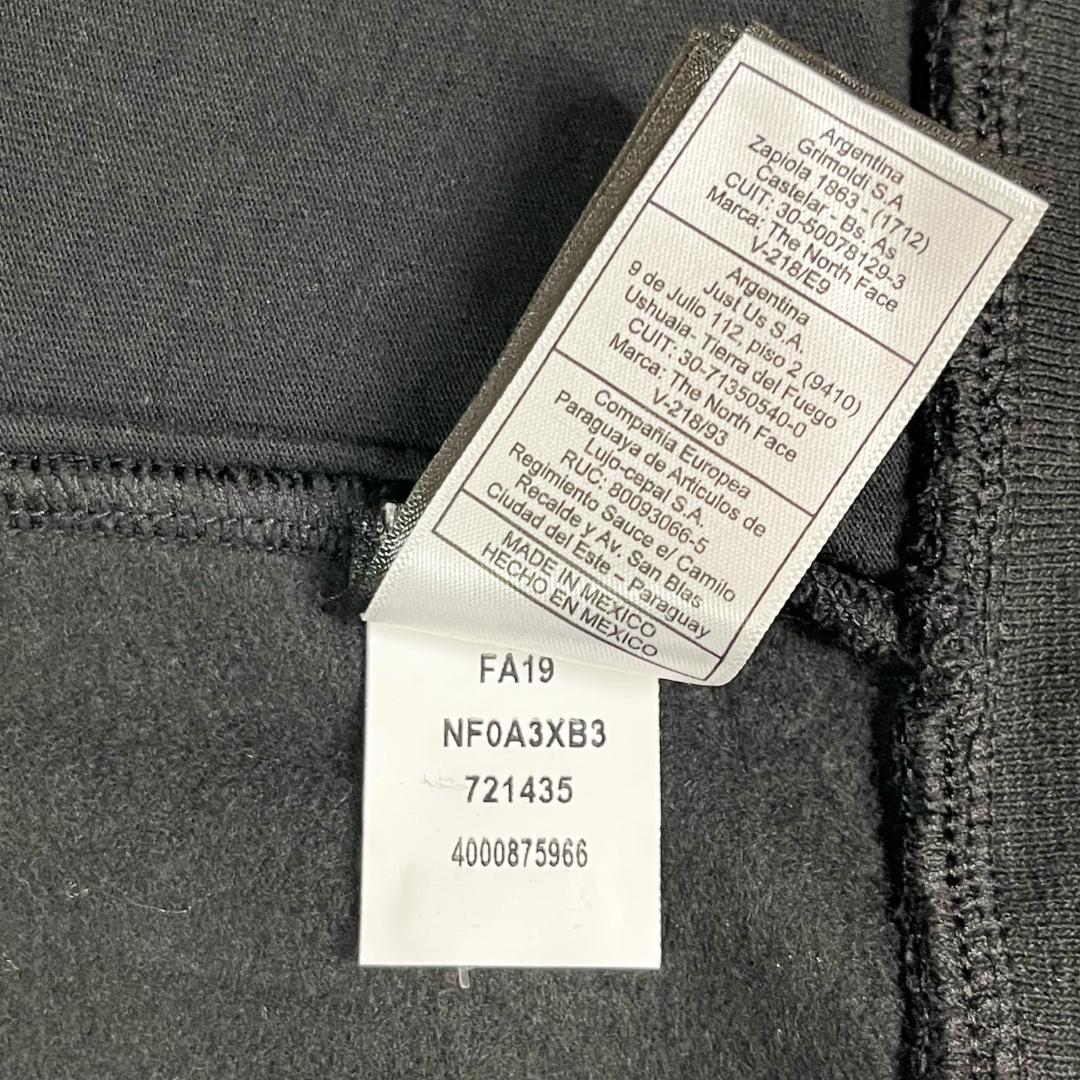 Argentina
Grimoldi S.A
Zapiola 1863 - (1712)
Castelar - Bs. As
CUIT: 30-50078129-3
Marca: The North Face
V-218/E9
Argentina
Just Us S.A.
9 de Julio 112, piso 2 (9410)
Ushuaia- Tierra del Fuego
CUIT: 30-71350540-0
Marca: The North Face
V-218/93
Compañia Europea
Paraguaya de Articulos de
Lujo-cepal S.A.
RUC: 80093066-5
Regimiento Sauce e/ Camilo
Recalde y Av. San Blas
Ciudad del Este - Paraguay
MADE IN MEXICO
HECHO EN MEXICO
FA19
NF0A3XB3
721435
4000875966